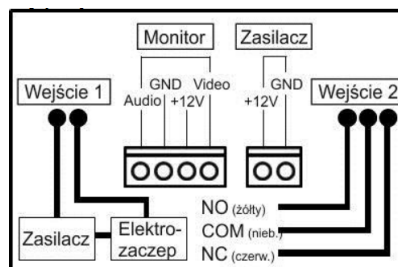 Monitor
Zasilacz
GND Video
Audio +12V
GND
+12V
Wejście 1
Wejście 2
NO (żółty)
COM (nieb.)
NC (czerw.)
Zasilacz
Elektro-
zaczep